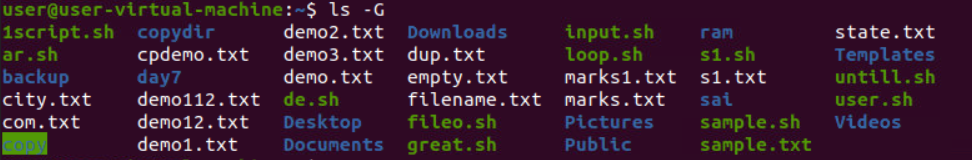 user@user-virtual-machine:~$ ls -G
1script.sh copydir demo2.txt Downloads input.sh ram state.txt
ar.sh cpdemo.txt demo3.txt dup.txt loop.sh s1.sh Templates
backup day7 demo.txt empty.txt marks1.txt s1.txt untill.sh
city.txt demo112.txt de.sh filename.txt marks.txt sai user.sh
com.txt demo12.txt Desktop fileo.sh Pictures sample.sh Videos
copy demo1.txt Documents great.sh Public sample.txt